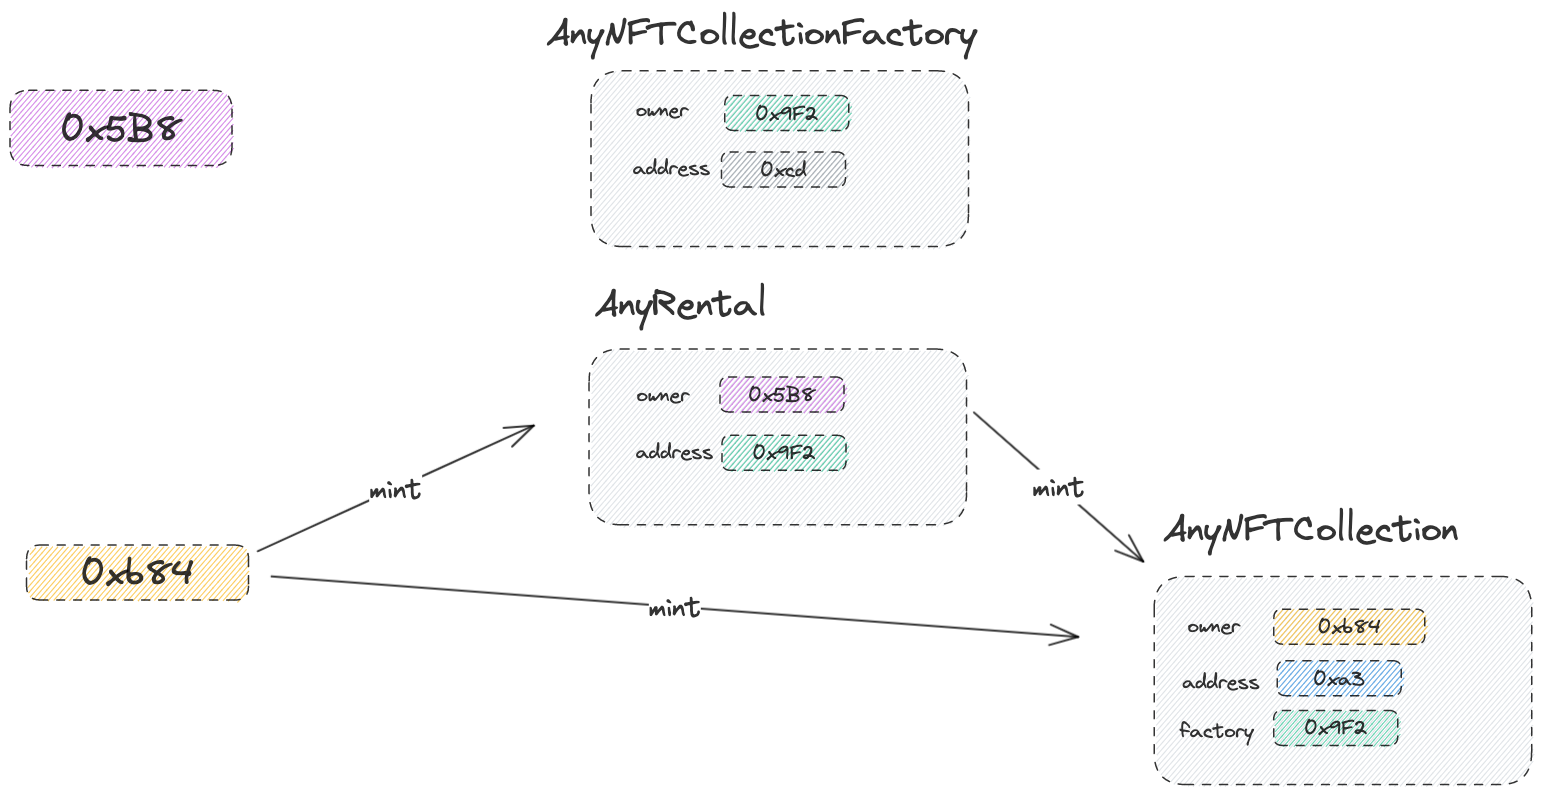 AnyNFTCollectionFactory
0x5B8
owner 0x9F2
address 0xcd
AnyRental
owner 0x5B8
address 0x9F2
mint
mint
AnyNFTCollection
0xb84
mint
owner 0xb84
address 0xa3
factory 0x9F2